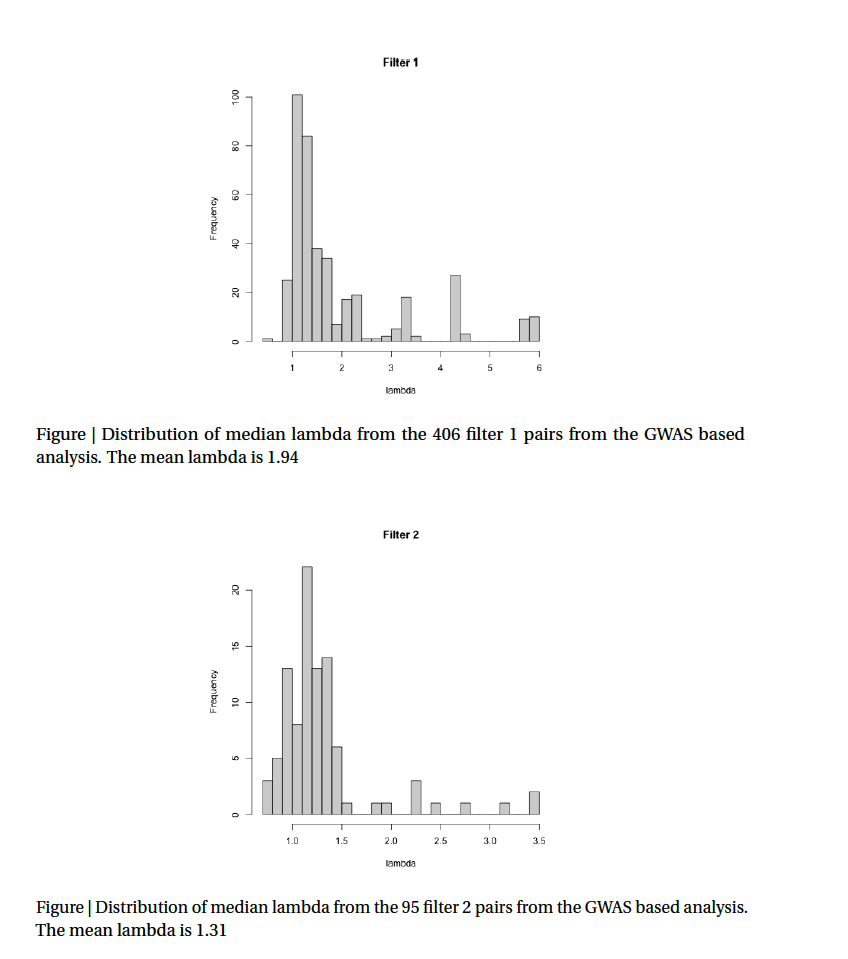 Filter 1
Frequency
0
20
40
60
80
100
1 2 3 4 5 6
lambda
Figure | Distribution of median lambda from the 406 filter 1 pairs from the GWAS based
analysis. The mean lambda is 1.94
Filter 2
Frequency
0
5
10
15
20
1.0 1.5 2.0 2.5 3.0 3.5
lambda
Figure | Distribution of median lambda from the 95 filter 2 pairs from the GWAS based analysis.
The mean lambda is 1.31